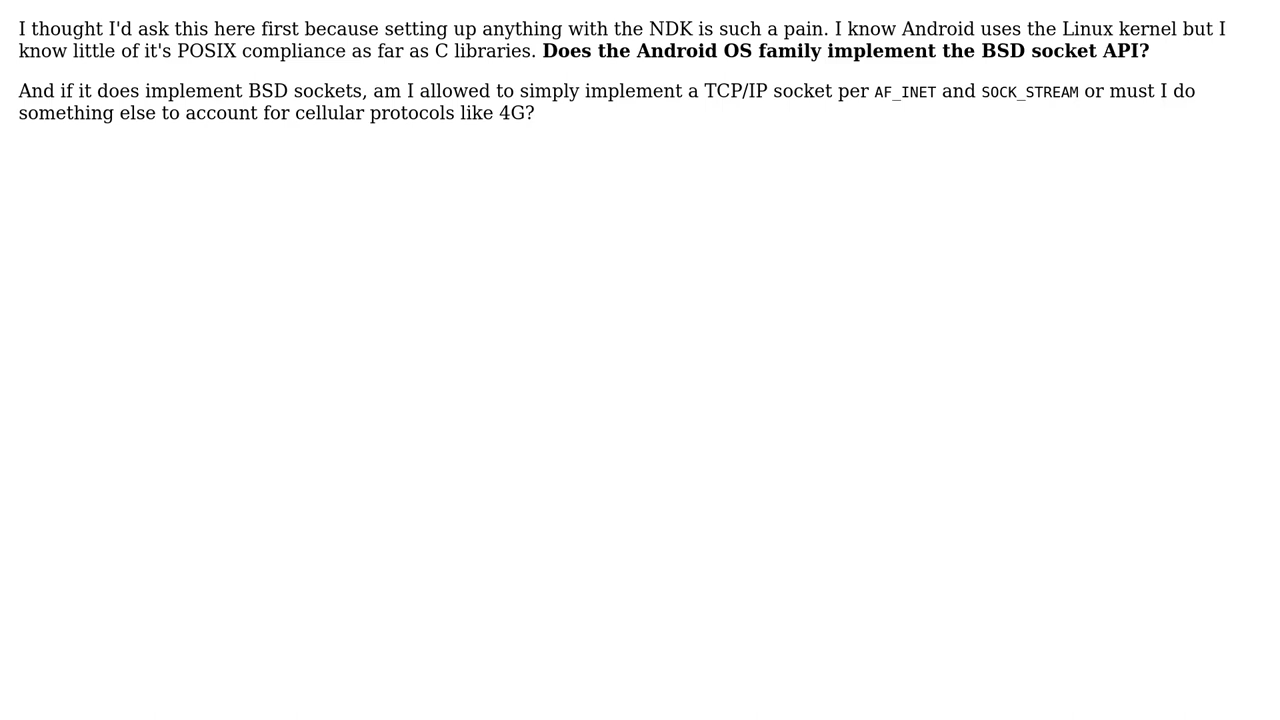 I thought I'd ask this here first because setting up anything with the NDK is such a pain. I know Android uses the Linux kernel but I
know little of it's POSIX compliance as far as C libraries. Does the Android OS family implement the BSD socket API?
And if it does implement BSD sockets, am I allowed to simply implement a TCP/IP socket per AF_INET and SOCK_STREAM or must I do
something else to account for cellular protocols like 4G?